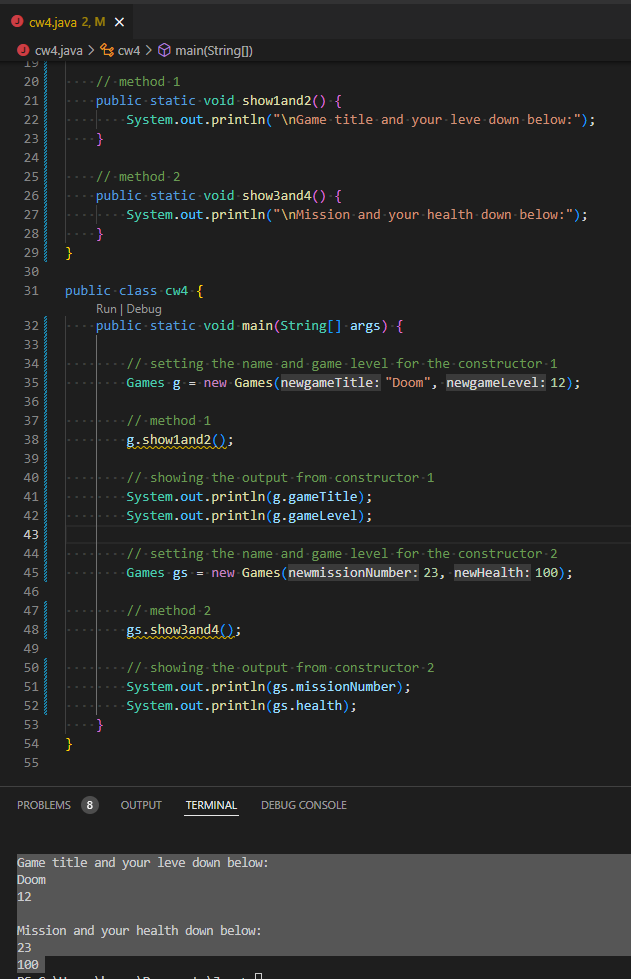 cw4.java 2, M
cw4.java > cw4 > main(String[])
19
20 // method 1
21 public static void show1and2() {
22 System.out.println("\nGame title and your leve down below:");
23 }
24
25 // method 2
26 public static void show3and4() {
27 System.out.println("\nMission and your health down below:");
28 }
29 }
30
31 public class cw4 {
Run | Debug
32 public static void main(String[] args) {
33
34 // setting the name and game level for the constructor 1
35 Games g = new Games(newgameTitle: "Doom", newgameLevel: 12);
36
37 // method 1
38 g.show1and2();
39
40 // showing the output from constructor 1
41 System.out.println(g.gameTitle);
42 System.out.println(g.gameLevel);
43
44 // setting the name and game level for the constructor 2
45 Games gs = new Games(newmissionNumber: 23, newHealth: 100);
46
47 // method 2
48 gs.show3and4();
49
50 // showing the output from constructor 2
51 System.out.println(gs.missionNumber);
52 System.out.println(gs.health);
53 }
54 }
55
PROBLEMS 8 OUTPUT TERMINAL DEBUG CONSOLE
Game title and your leve down below:
Doom
12
Mission and your health down below:
23
100